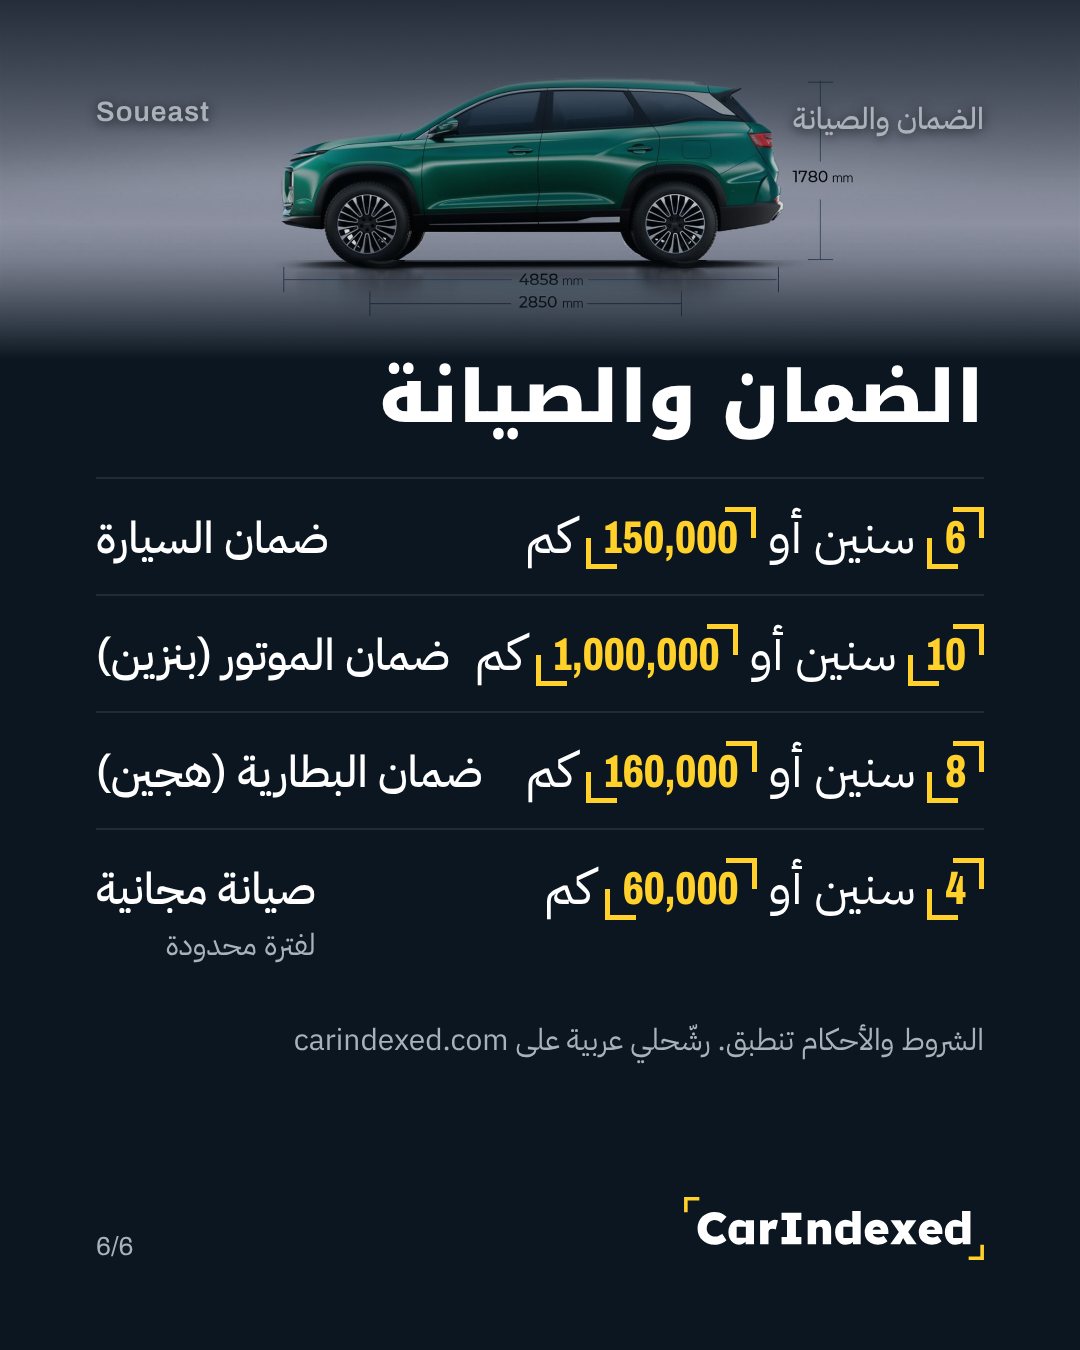 Soueast
الضمان والصيانة
1780 mm
4858 mm
2850 mm
الضمان والصيانة
6 سنين أو 150,000 كم ضمان السيارة
10 سنين أو 1,000,000 كم ضمان الموتور (بنزين)
8 سنين أو 160,000 كم ضمان البطارية (هجين)
4 سنين أو 60,000 كم صيانة مجانية
لفترة محدودة
الشروط والأحكام تنطبق. رشّحلي عربية على carindexed.com
CarIndexed
6/6